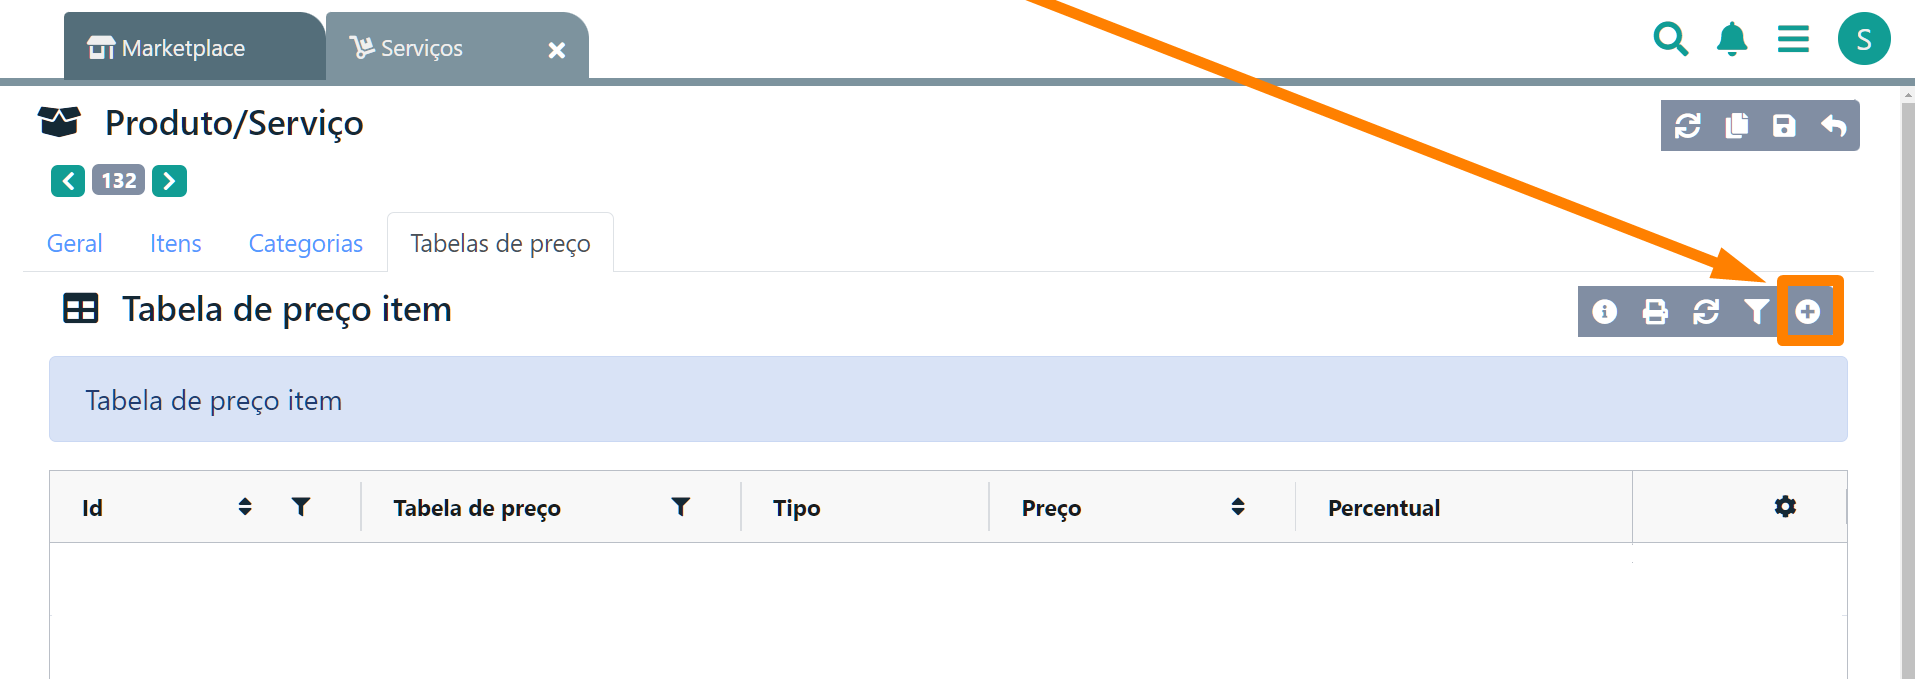 Marketplace
Serviços
S
Produto/Serviço
132
Geral
Itens
Categorias
Tabelas de preço
Tabela de preço item
Tabela de preço item
Id
Tabela de preço
Tipo
Preço
Percentual